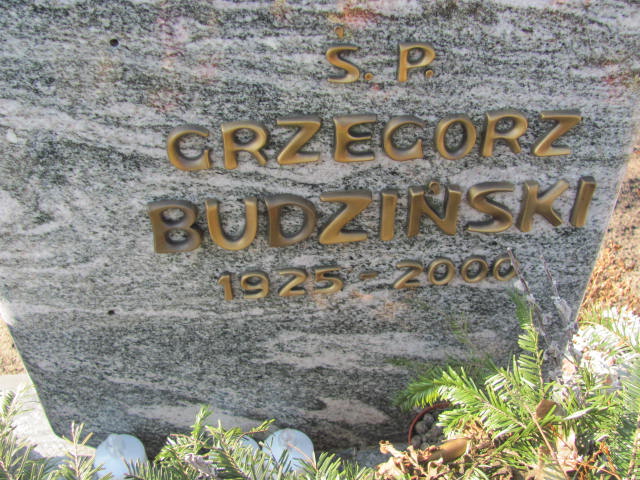 Ś. P.
GRZEGORZ
BUDZIŃSKI
1925-2000